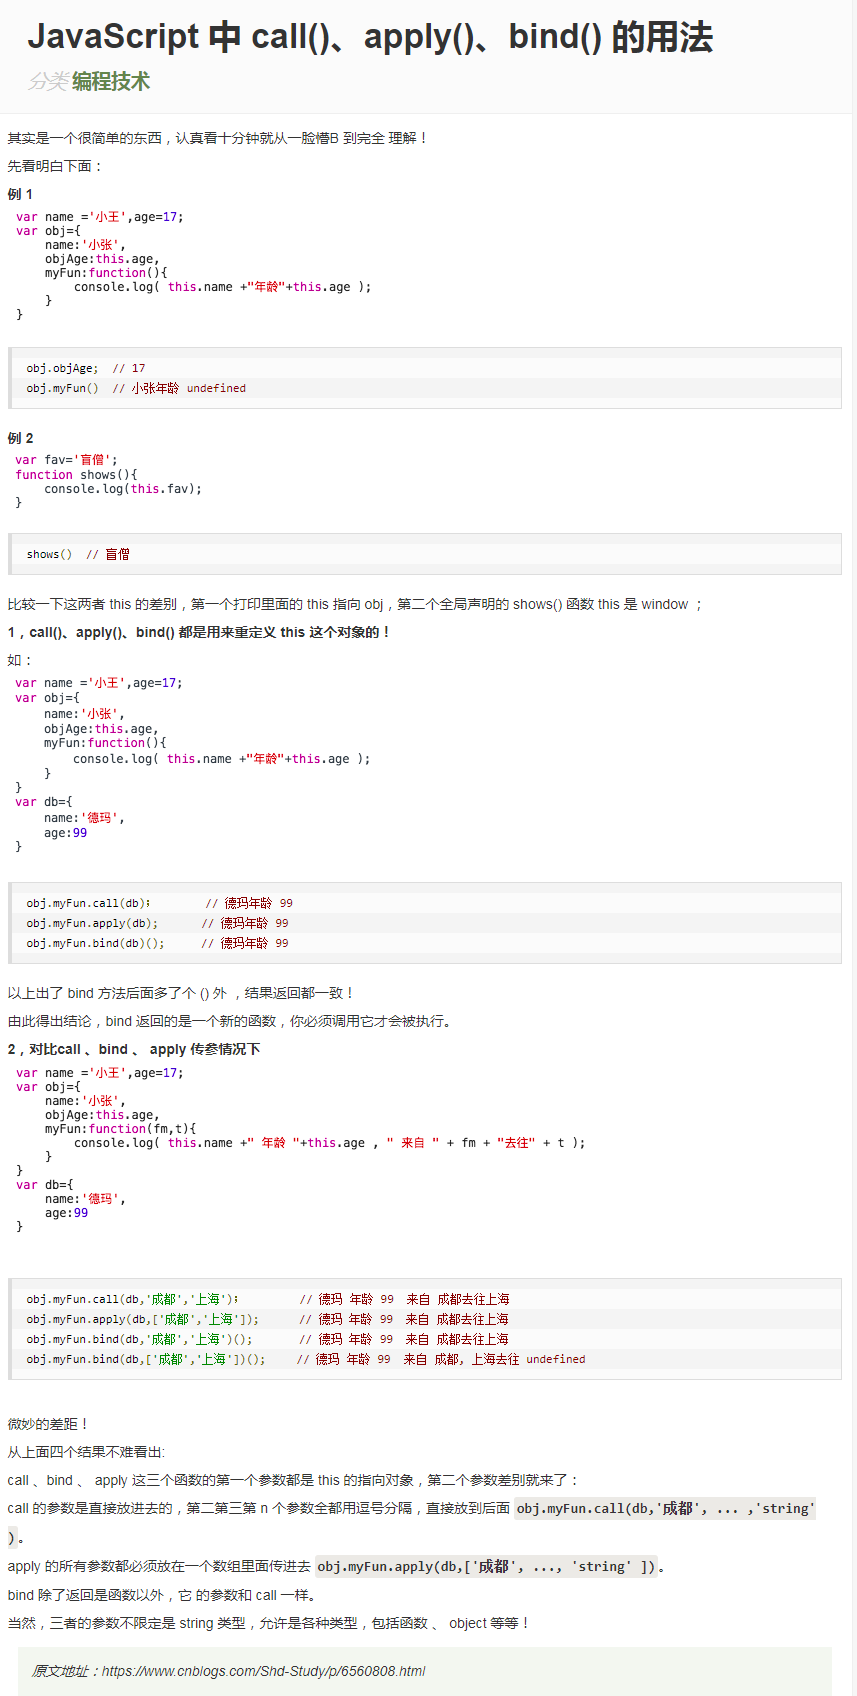 JavaScript 中 call()、apply()、bind() 的用法
分类 编程技术
其实是一个很简单的东西，认真看十分钟就从一脸懵B 到完全 理解！
先看明白下面：
例 1
var name ='小王',age=17;
var obj={
    name:'小张',
    objAge:this.age,
    myFun:function(){
        console.log( this.name +"年龄"+this.age );
    }
}
obj.objAge;  // 17
obj.myFun()  // 小张年龄 undefined
例 2
var fav='盲僧';
function shows(){
    console.log(this.fav);
}
shows()  // 盲僧
比较一下这两者 this 的差别，第一个打印里面的 this 指向 obj，第二个全局声明的 shows() 函数 this 是 window ；
1，call()、apply()、bind() 都是用来重定义 this 这个对象的！
如：
var name ='小王',age=17;
var obj={
    name:'小张',
    objAge:this.age,
    myFun:function(){
        console.log( this.name +"年龄"+this.age );
    }
}
var db={
    name:'德玛',
    age:99
}
obj.myFun.call(db)；       // 德玛年龄 99
obj.myFun.apply(db);      // 德玛年龄 99
obj.myFun.bind(db)();     // 德玛年龄 99
以上出了 bind 方法后面多了个 () 外 ，结果返回都一致！
由此得出结论，bind 返回的是一个新的函数，你必须调用它才会被执行。
2，对比call 、bind 、 apply 传参情况下
var name ='小王',age=17;
var obj={
    name:'小张',
    objAge:this.age,
    myFun:function(fm,t){
        console.log( this.name +" 年龄 "+this.age , " 来自 " + fm + "去往" + t );
    }
}
var db={
    name:'德玛',
    age:99
}
obj.myFun.call(db,'成都','上海')；        // 德玛 年龄 99  来自 成都去往上海
obj.myFun.apply(db,['成都','上海']);      // 德玛 年龄 99  来自 成都去往上海
obj.myFun.bind(db,'成都','上海')();       // 德玛 年龄 99  来自 成都去往上海
obj.myFun.bind(db,['成都','上海'])();     // 德玛 年龄 99  来自 成都, 上海去往 undefined
微妙的差距！
从上面四个结果不难看出:
call 、bind 、 apply 这三个函数的第一个参数都是 this 的指向对象，第二个参数差别就来了：
call 的参数是直接放进去的，第二第三第 n 个参数全都用逗号分隔，直接放到后面 obj.myFun.call(db,'成都', ... ,'string'
)。
apply 的所有参数都必须放在一个数组里面传进去 obj.myFun.apply(db,['成都', ..., 'string' ])。
bind 除了返回是函数以外，它 的参数和 call 一样。
当然，三者的参数不限定是 string 类型，允许是各种类型，包括函数 、 object 等等！
原文地址：https://www.cnblogs.com/Shd-Study/p/6560808.html